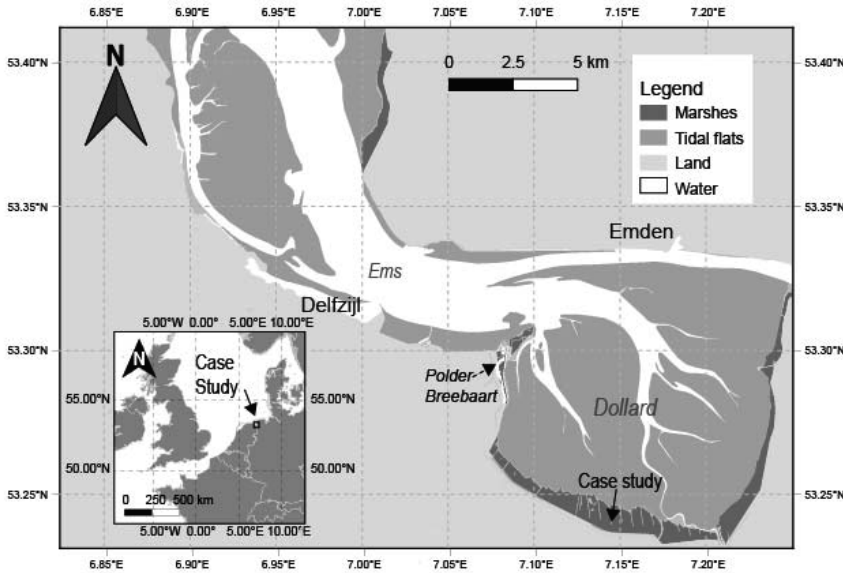 6.85°E 6.90°E 6.95°E 7.00°E 7.05°E 7.10°E 7.15°E 7.20°E
53.40°N
53.40°N
N
0 2.5 5 km
Legend
Marshes
Tidal flats
Land
Water
53.35°N
53.35°N
Emden
Ems
Delfzijl
53.30°N
53.30°N
Polder
Breebaart
Dollard
Case study
53.25°N
53.25°N
5.00°W 0.00° 5.00°E 10.00°E
N
Case
Study
55.00°N
55.00°N
50.00°N
50.00°N
0 250 500 km
5.00°W 0.00° 5.00°E 10.00°E
6.85°E 6.90°E 6.95°E 7.00°E 7.05°E 7.10°E 7.15°E 7.20°E